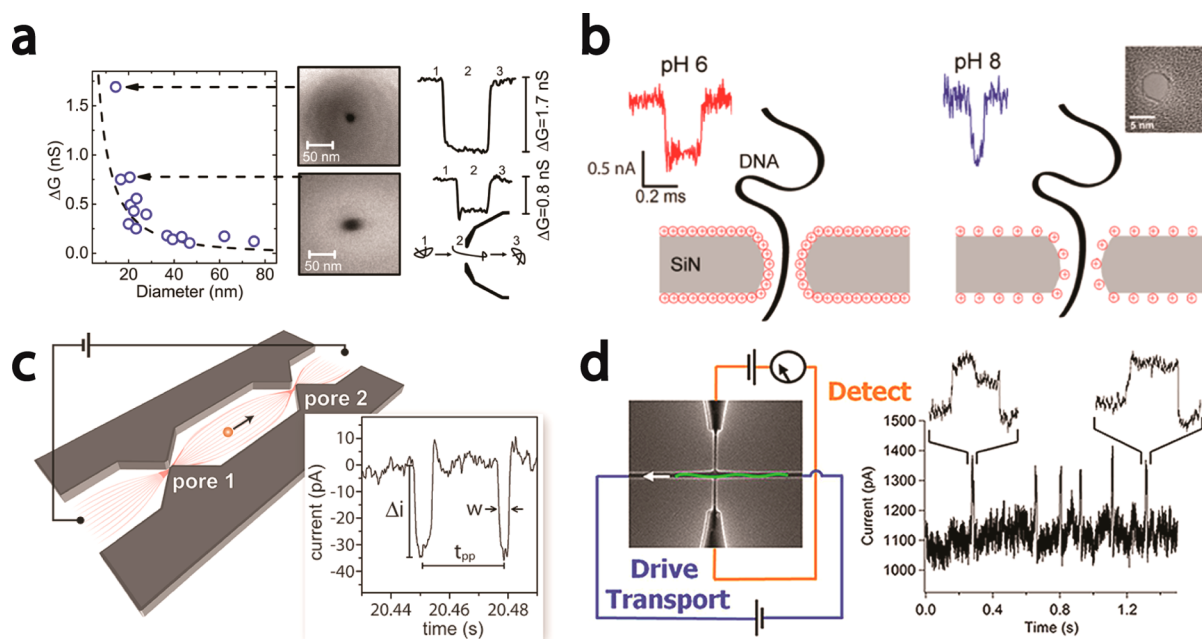 a
ΔG (nS)
1.5
1.0
0.5
0.0
20 40 60 80
Diameter (nm)
50 nm
50 nm
1 2 3
ΔG=1.7 nS
1 2 3
ΔG=0.8 nS
1 2 3
b
pH 6
pH 8
5 nm
0.5 nA
0.2 ms
DNA
SiN
c
pore 2
pore 1
current (pA)
10
0
-10
-20
-30
-40
Δi
w
tpp
20.44 20.46 20.48
time (s)
d
Detect
Drive
Transport
Current (pA)
1500
1400
1300
1200
1100
1000
0.0 0.4 0.8 1.2
Time (s)